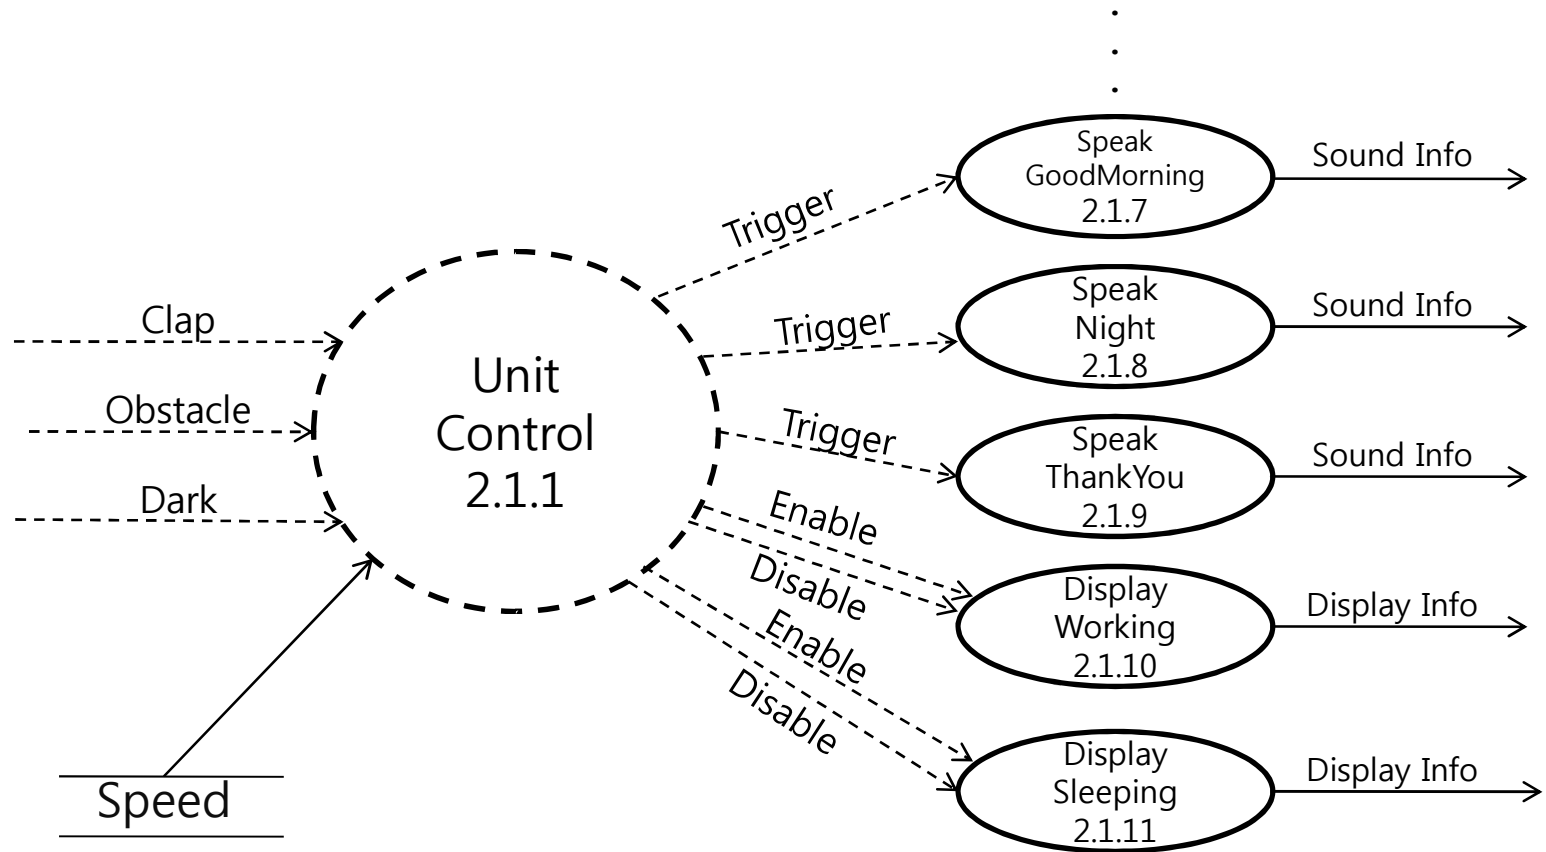 Speak
GoodMorning
2.1.7
Sound Info
Trigger
Speak
Night
2.1.8
Sound Info
Trigger
Clap
Obstacle
Dark
Unit
Control
2.1.1
Trigger
Speak
ThankYou
2.1.9
Sound Info
Enable
Disable
Display
Working
2.1.10
Display Info
Enable
Disable
Display
Sleeping
2.1.11
Display Info
Speed